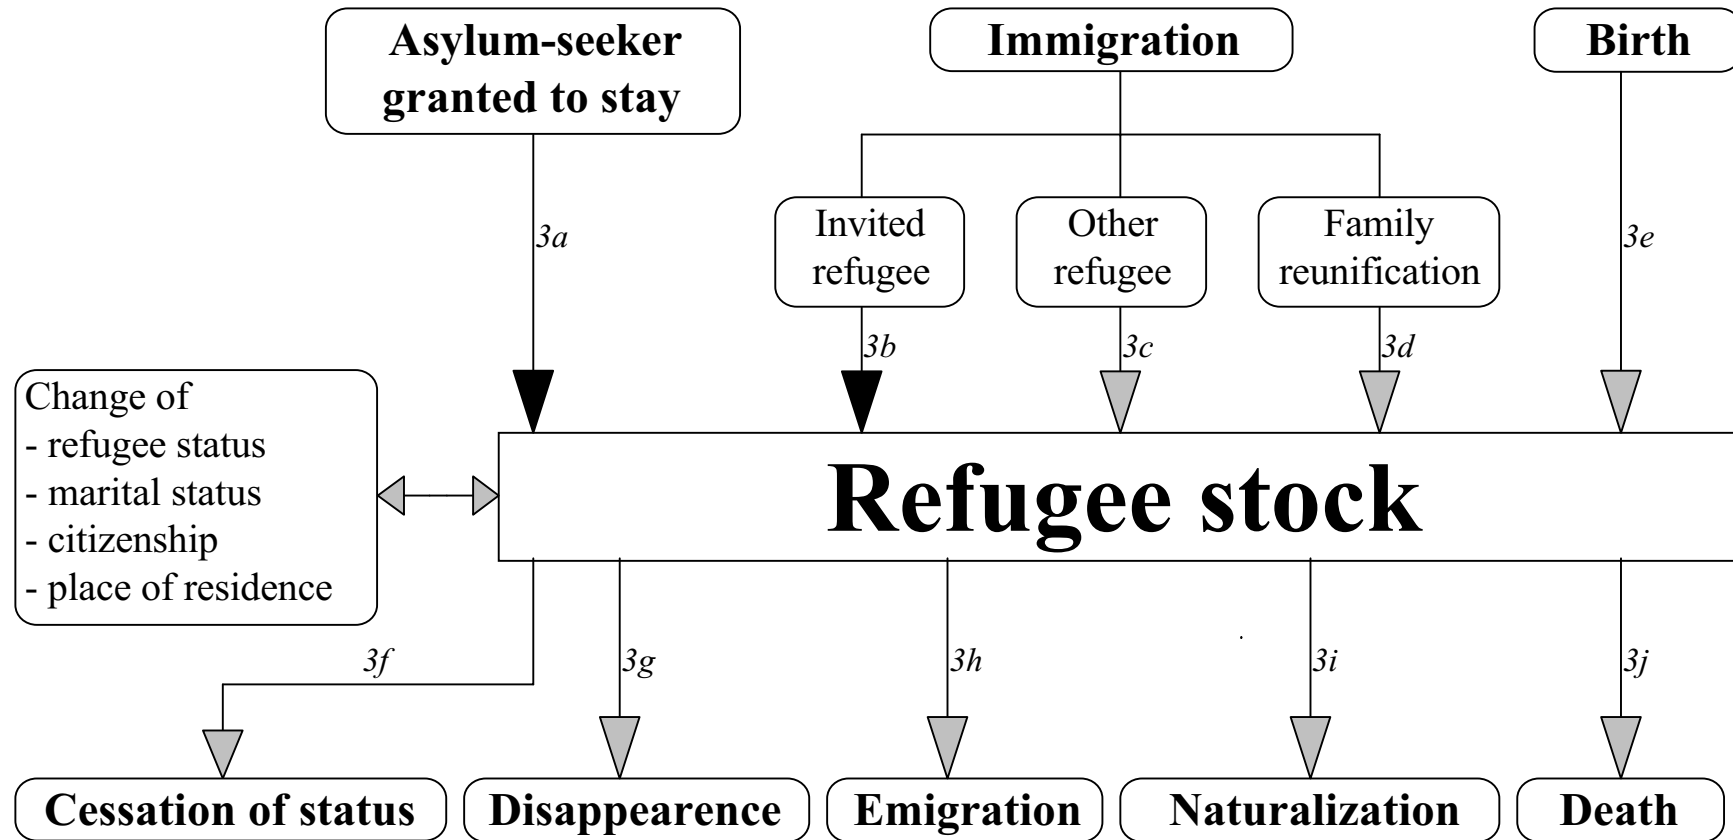 Asylum-seeker
granted to stay
Immigration
Birth
Invited
refugee
Other
refugee
Family
reunification
3a
3e
3b
3c
3d
Change of
- refugee status
- marital status
- citizenship
- place of residence
Refugee stock
3f
3g
3h
3i
3j
Cessation of status
Disappearence
Emigration
Naturalization
Death